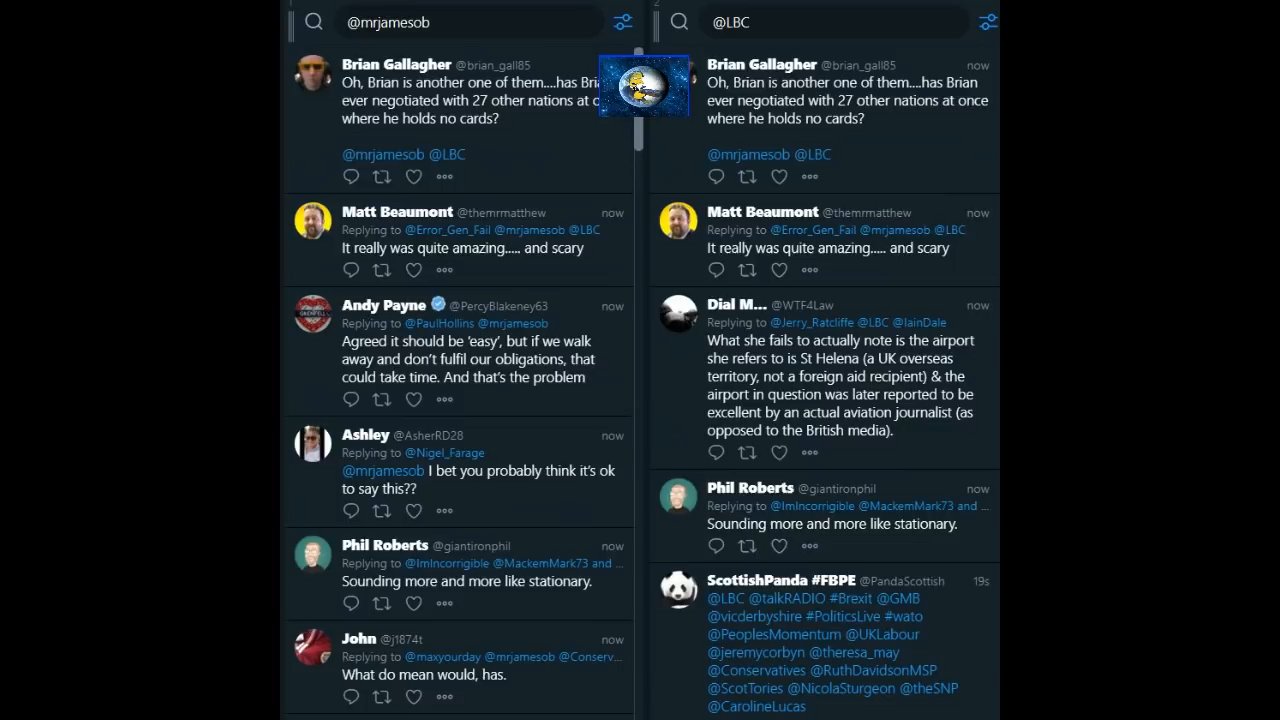 1
@mrjamesob
Brian Gallagher @brian_gall85
Oh, Brian is another one of them....has Bri
ever negotiated with 27 other nations at o
where he holds no cards?
@mrjamesob @LBC
Matt Beaumont @themrmatthew now
Replying to @Error_Gen_Fail @mrjamesob @LBC
It really was quite amazing..... and scary
Andy Payne @PercyBlakeney63 now
Replying to @PaulHollins @mrjamesob
Agreed it should be 'easy', but if we walk
away and don't fulfil our obligations, that
could take time. And that's the problem
Ashley @AsherRD28 now
Replying to @Nigel_Farage
@mrjamesob I bet you probably think it's ok
to say this??
Phil Roberts @giantironphil now
Replying to @ImIncorrigible @MackemMark73 and ...
Sounding more and more like stationary.
John @j1874t now
Replying to @maxyourday @mrjamesob @Conserv...
What do mean would, has.
2
@LBC
Brian Gallagher @brian_gall85 now
Oh, Brian is another one of them....has Brian
ever negotiated with 27 other nations at once
where he holds no cards?
@mrjamesob @LBC
Matt Beaumont @themrmatthew now
Replying to @Error_Gen_Fail @mrjamesob @LBC
It really was quite amazing..... and scary
Dial M... @WTF4Law now
Replying to @Jerry_Ratcliffe @LBC @IainDale
What she fails to actually note is the airport
she refers to is St Helena (a UK overseas
territory, not a foreign aid recipient) & the
airport in question was later reported to be
excellent by an actual aviation journalist (as
opposed to the British media).
Phil Roberts @giantironphil now
Replying to @ImIncorrigible @MackemMark73 and ...
Sounding more and more like stationary.
ScottishPanda #FBPE @PandaScottish 19s
@LBC @talkRADIO #Brexit @GMB
@vicderbyshire #PoliticsLive #wato
@PeoplesMomentum @UKLabour
@jeremycorbyn @theresa_may
@Conservatives @RuthDavidsonMSP
@ScotTories @NicolaSturgeon @theSNP
@CarolineLucas